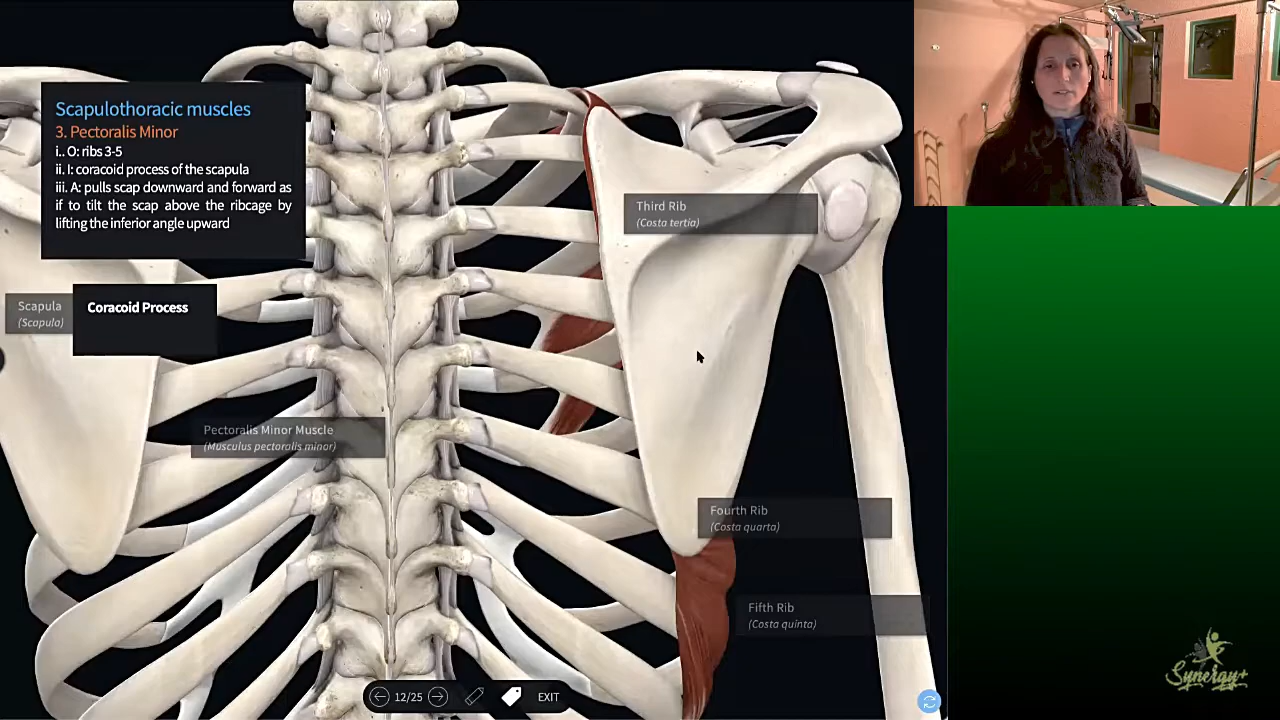 Scapulothoracic muscles
3. Pectoralis Minor
i.. O: ribs 3-5
ii. I: coracoid process of the scapula
iii. A: pulls scap downward and forward as
if to tilt the scap above the ribcage by
lifting the inferior angle upward
Third Rib
(Costa tertia)
Scapula
(Scapula)
Coracoid Process
Pectoralis Minor Muscle
(Musculus pectoralis minor)
Fourth Rib
(Costa quarta)
Fifth Rib
(Costa quinta)
12/25
EXIT
Synergy+